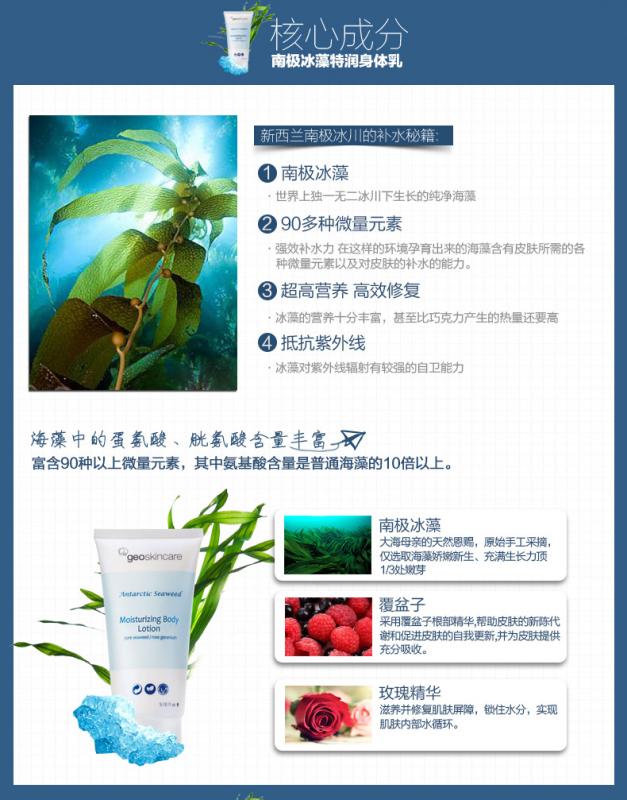 核心成分
南极冰藻特润身体乳
新西兰南极冰川的补水秘籍:
1 南极冰藻
·世界上独一无二冰川下生长的纯净海藻
2 90多种微量元素
·强效补水力 在这样的环境孕育出来的海藻含有皮肤所需的各
种微量元素以及对皮肤的补水的能力。
3 超高营养 高效修复
·冰藻的营养十分丰富，甚至比巧克力产生的热量还要高
4 抵抗紫外线
·冰藻对紫外线辐射有较强的自卫能力
海藻中的蛋氨酸、胱氨酸含量丰富
富含90种以上微量元素，其中氨基酸含量是普通海藻的10倍以上。
geoskincare
Antarctic Seaweed
Moisturizing Body
Lotion
pure seaweed / rose geranium
南极冰藻
大海母亲的天然恩赐，原始手工采摘，
仅选取海藻娇嫩新生、充满生长力顶
1/3处嫩芽
覆盆子
采用覆盆子根部精华,帮助皮肤的新陈代
谢和促进皮肤的自我更新,并为皮肤提供
充分吸收。
玫瑰精华
滋养并修复肌肤屏障，锁住水分，实现
肌肤内部水循环。